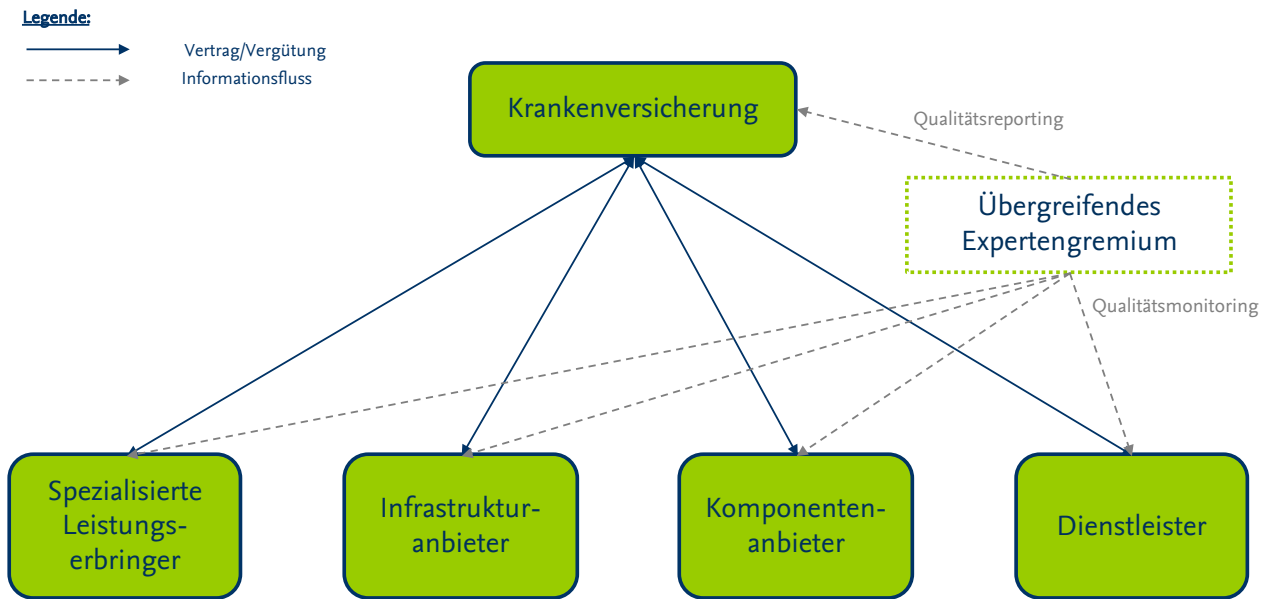 Legende:
Vertrag/Vergütung
Informationsfluss
Krankenversicherung
Qualitätsreporting
Übergreifendes
Expertengremium
Qualitätsmonitoring
Spezialisierte
Leistungs-
erbringer
Infrastruktur-
anbieter
Komponenten-
anbieter
Dienstleister